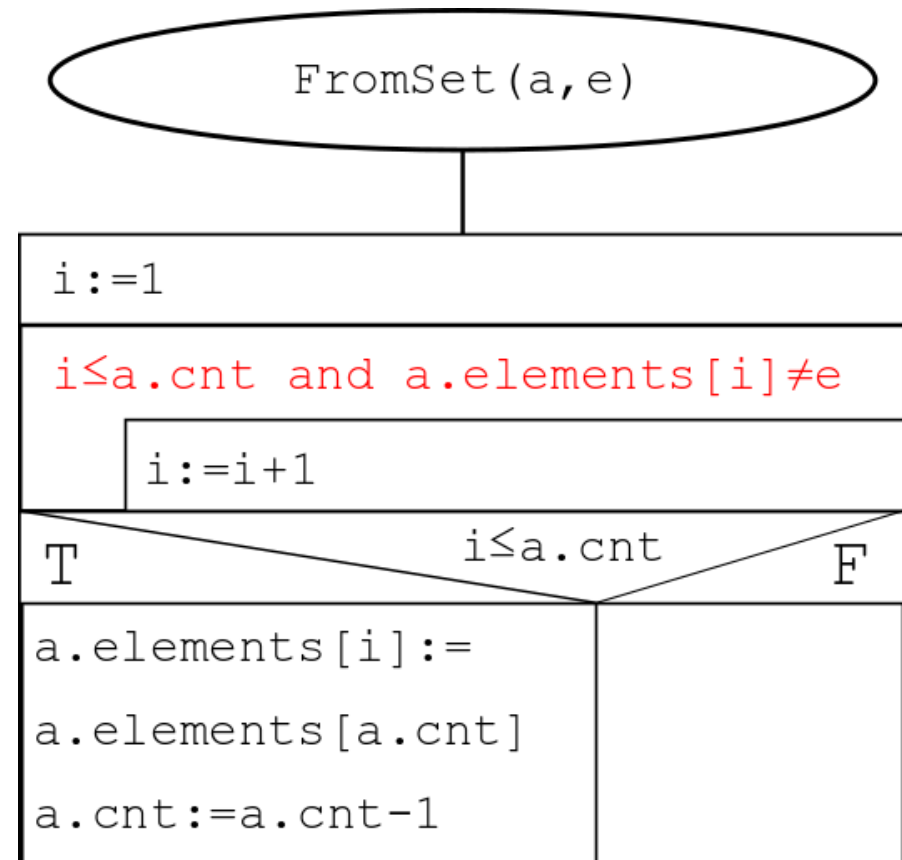 FromSet(a,e)
i:=1
i≤a.cnt and a.elements[i]≠e
i:=i+1
T
i≤a.cnt
F
a.elements[i]:=
a.elements[a.cnt]
a.cnt:=a.cnt-1